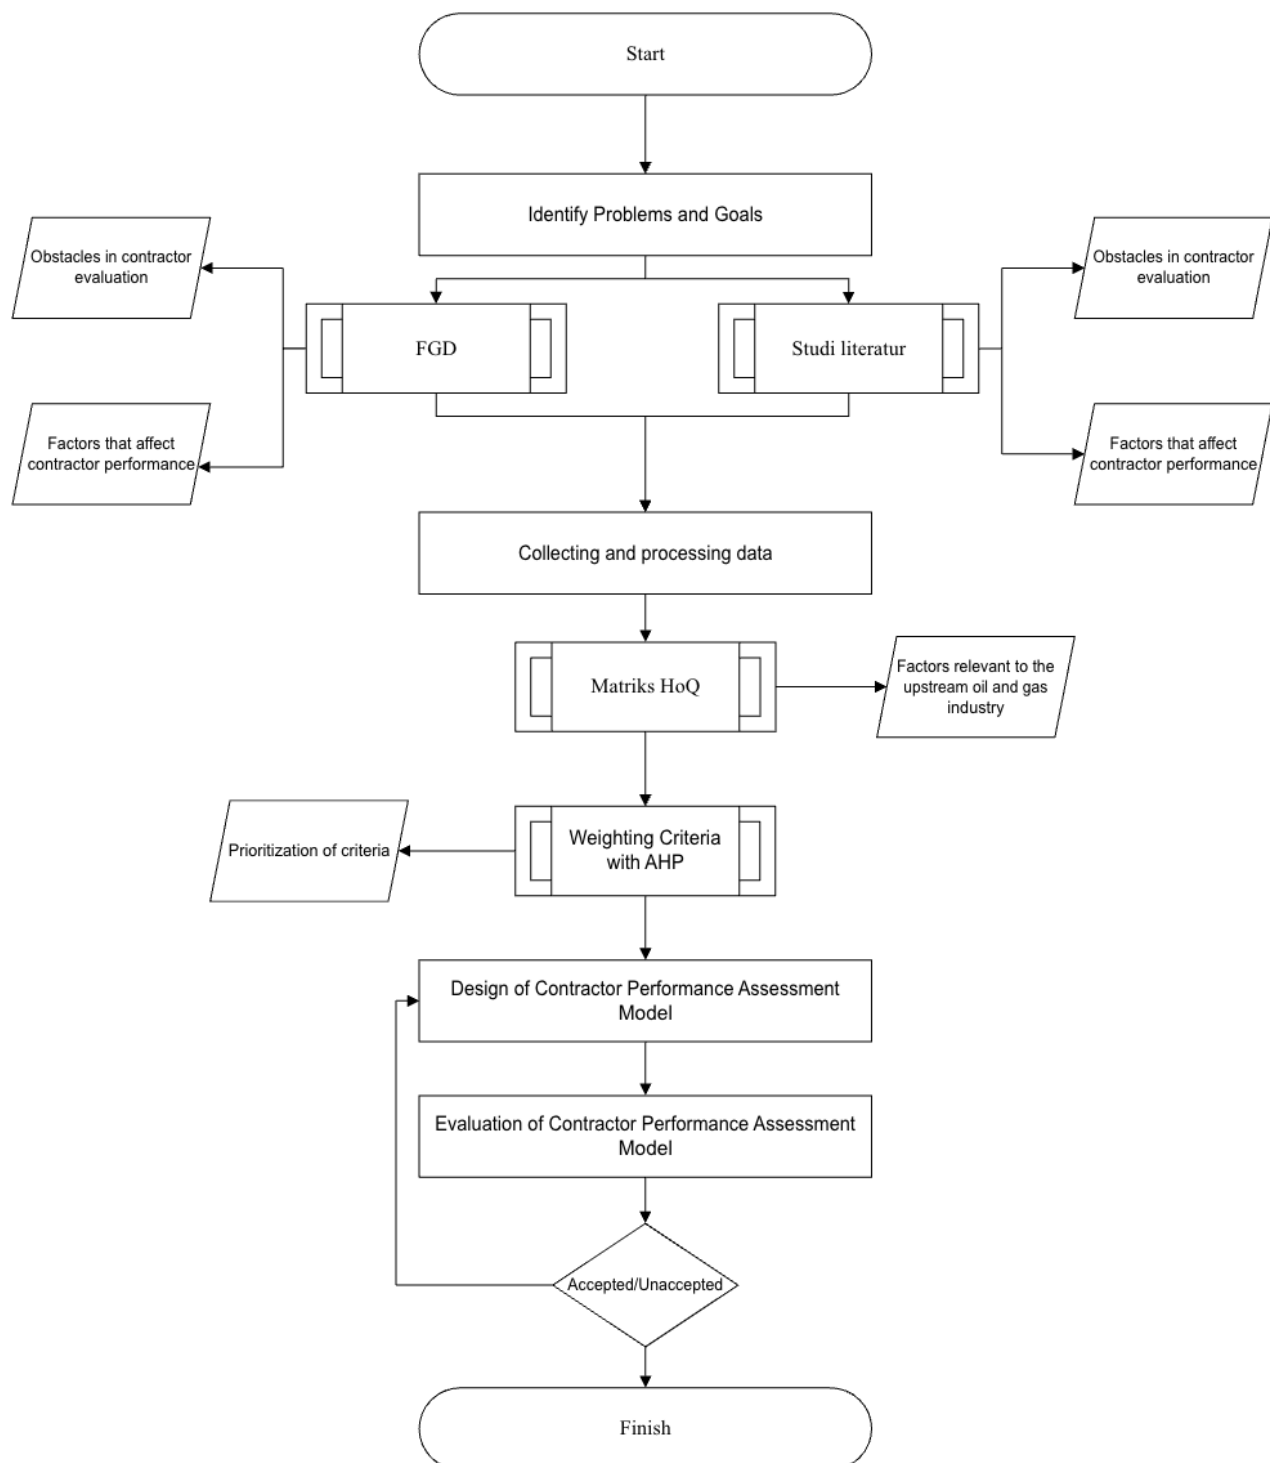 Start
Identify Problems and Goals
Obstacles in contractor
evaluation
Obstacles in contractor
evaluation
FGD
Studi literatur
Factors that affect
contractor performance
Factors that affect
contractor performance
Collecting and processing data
Matriks HoQ
Factors relevant to the
upstream oil and gas
industry
Weighting Criteria
with AHP
Prioritization of criteria
Design of Contractor Performance Assessment
Model
Evaluation of Contractor Performance Assessment
Model
Accepted/Unaccepted
Finish